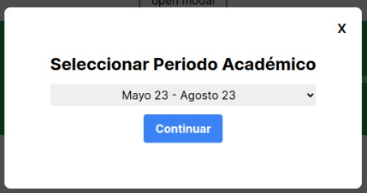 open modal
X
Seleccionar Periodo Académico
Mayo 23 - Agosto 23
Continuar